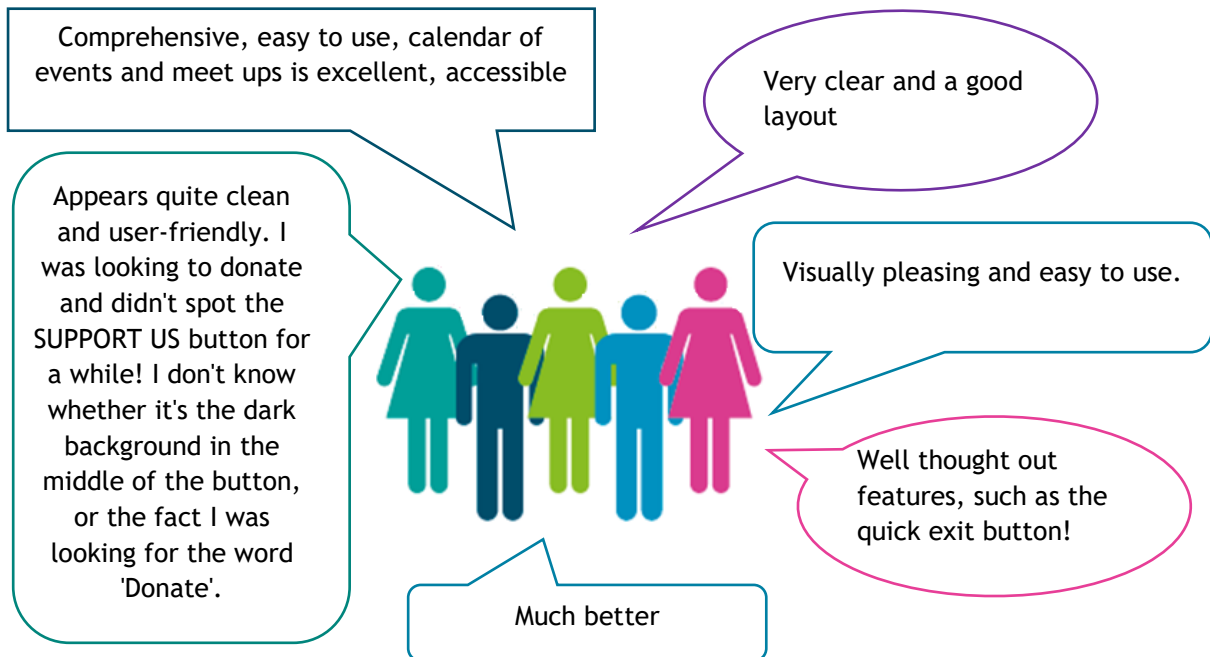 Comprehensive, easy to use, calendar of
events and meet ups is excellent, accessible
Very clear and a good
layout
Appears quite clean
and user-friendly. I
was looking to donate
and didn't spot the
SUPPORT US button for
a while! I don't know
whether it's the dark
background in the
middle of the button,
or the fact I was
looking for the word
'Donate'.
Visually pleasing and easy to use.
Well thought out
features, such as the
quick exit button!
Much better